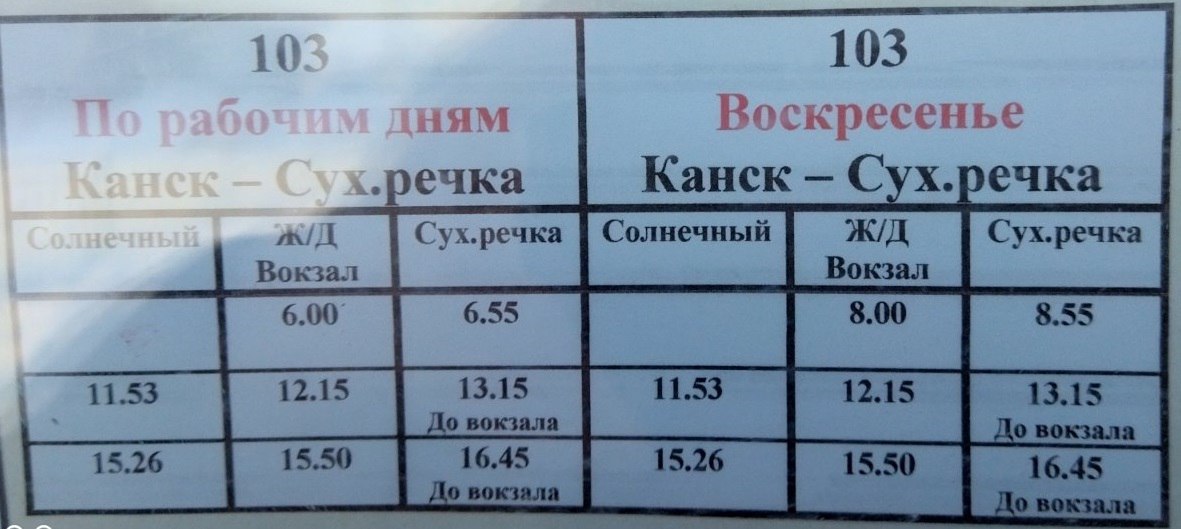 103
По рабочим дням
Канск – Сух.речка
Солнечный Ж/Д Вокзал Сух.речка
6.00 6.55
11.53 12.15 13.15
До вокзала
15.26 15.50 16.45
До вокзала
103
Воскресенье
Канск – Сух.речка
Солнечный Ж/Д Вокзал Сух.речка
8.00 8.55
11.53 12.15 13.15
До вокзала
15.26 15.50 16.45
До вокзала